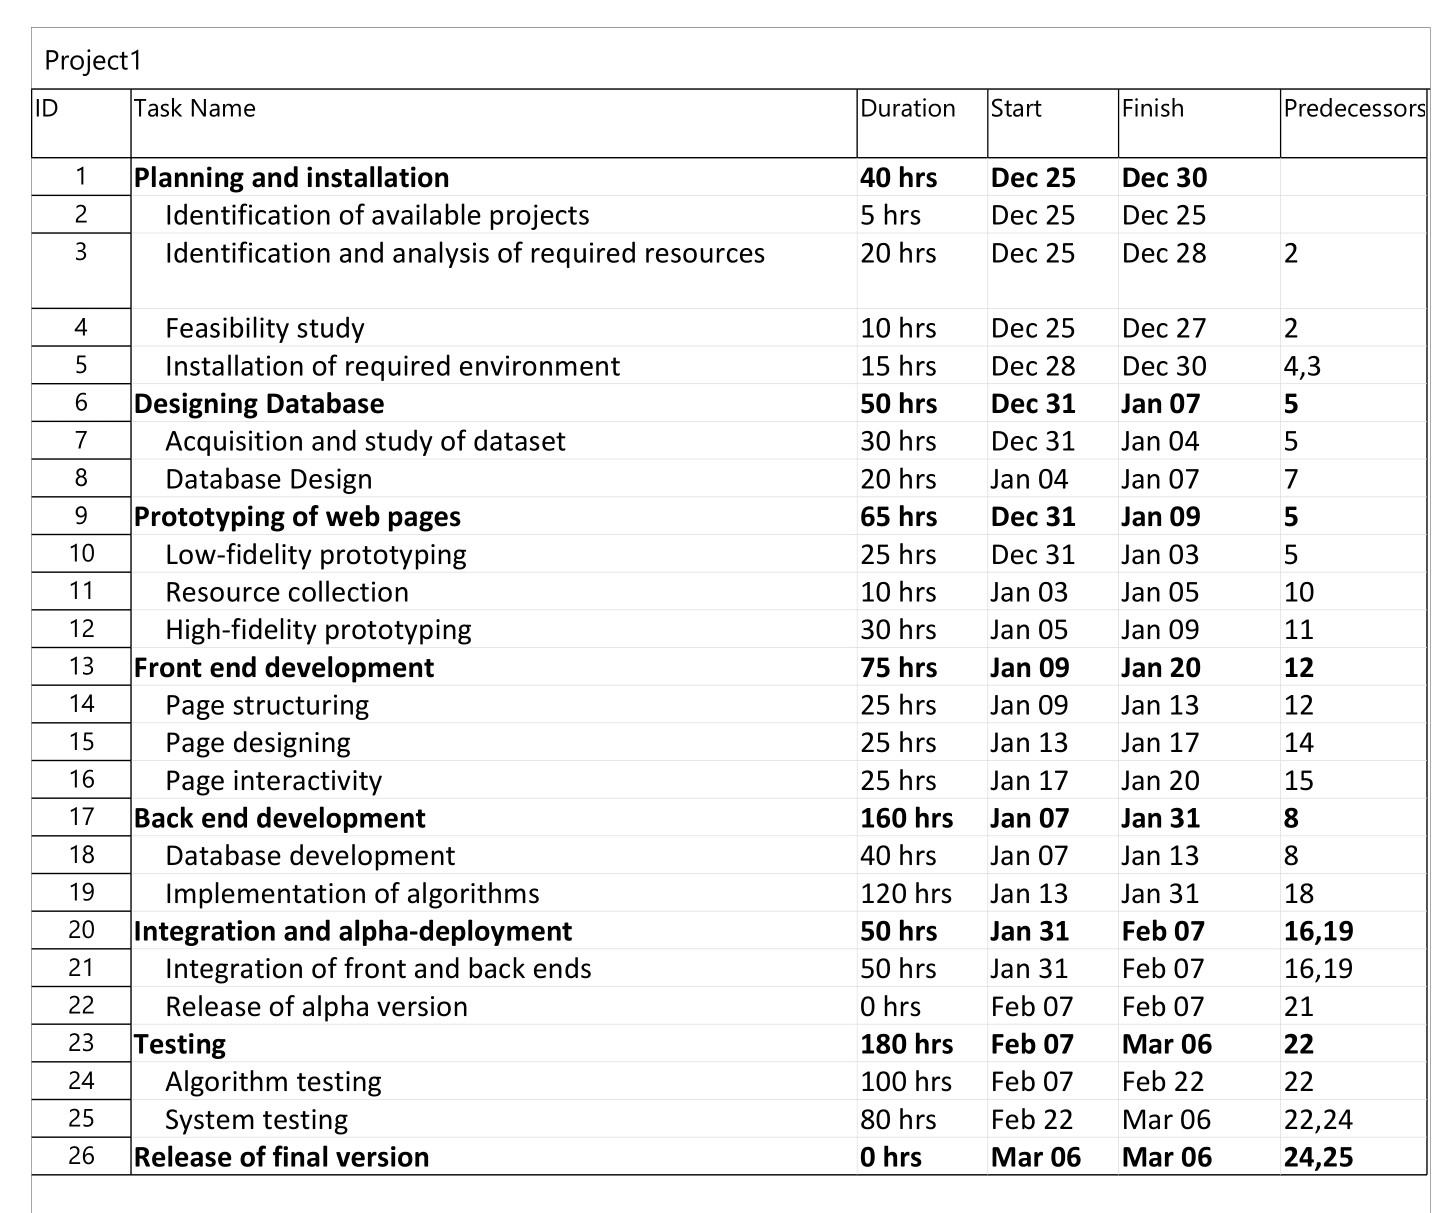 Project1
ID Task Name Duration Start Finish Predecessors
1 Planning and installation 40 hrs Dec 25 Dec 30
2 Identification of available projects 5 hrs Dec 25 Dec 25
3 Identification and analysis of required resources 20 hrs Dec 25 Dec 28 2
4 Feasibility study 10 hrs Dec 25 Dec 27 2
5 Installation of required environment 15 hrs Dec 28 Dec 30 4,3
6 Designing Database 50 hrs Dec 31 Jan 07 5
7 Acquisition and study of dataset 30 hrs Dec 31 Jan 04 5
8 Database Design 20 hrs Jan 04 Jan 07 7
9 Prototyping of web pages 65 hrs Dec 31 Jan 09 5
10 Low-fidelity prototyping 25 hrs Dec 31 Jan 03 5
11 Resource collection 10 hrs Jan 03 Jan 05 10
12 High-fidelity prototyping 30 hrs Jan 05 Jan 09 11
13 Front end development 75 hrs Jan 09 Jan 20 12
14 Page structuring 25 hrs Jan 09 Jan 13 12
15 Page designing 25 hrs Jan 13 Jan 17 14
16 Page interactivity 25 hrs Jan 17 Jan 20 15
17 Back end development 160 hrs Jan 07 Jan 31 8
18 Database development 40 hrs Jan 07 Jan 13 8
19 Implementation of algorithms 120 hrs Jan 13 Jan 31 18
20 Integration and alpha-deployment 50 hrs Jan 31 Feb 07 16,19
21 Integration of front and back ends 50 hrs Jan 31 Feb 07 16,19
22 Release of alpha version 0 hrs Feb 07 Feb 07 21
23 Testing 180 hrs Feb 07 Mar 06 22
24 Algorithm testing 100 hrs Feb 07 Feb 22 22
25 System testing 80 hrs Feb 22 Mar 06 22,24
26 Release of final version 0 hrs Mar 06 Mar 06 24,25